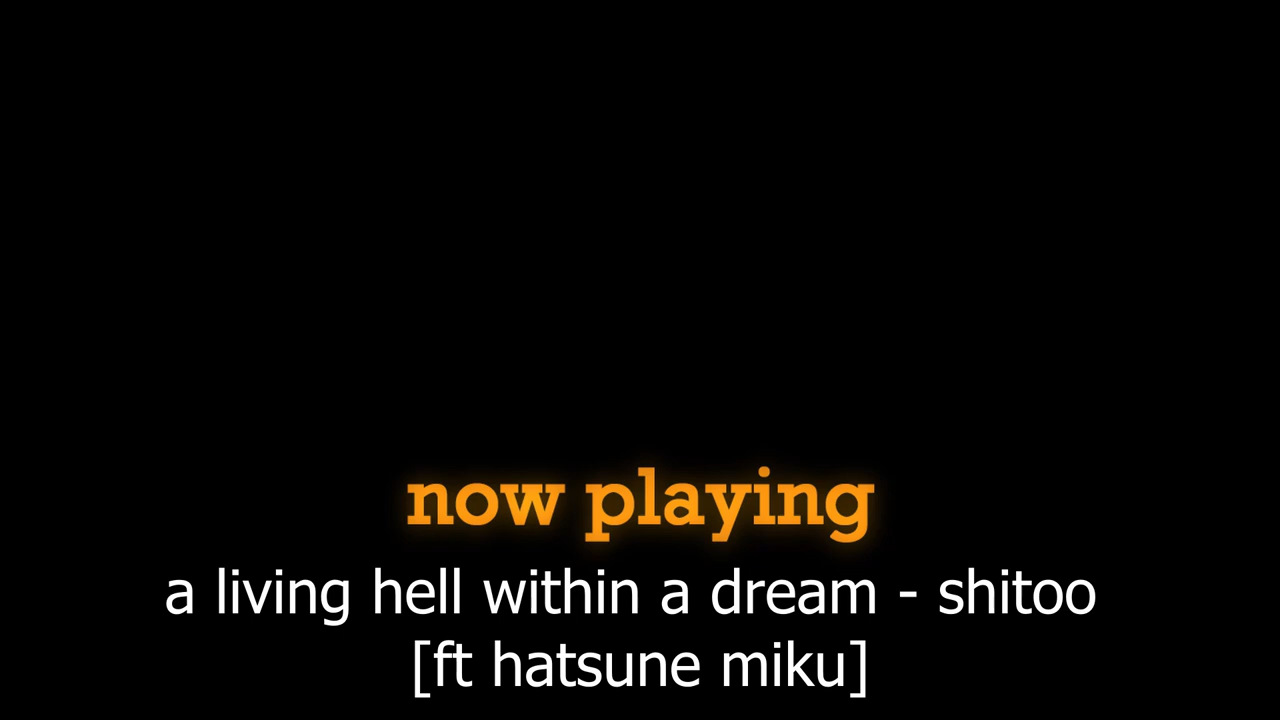 now playing
a living hell within a dream - shitoo
[ft hatsune miku]